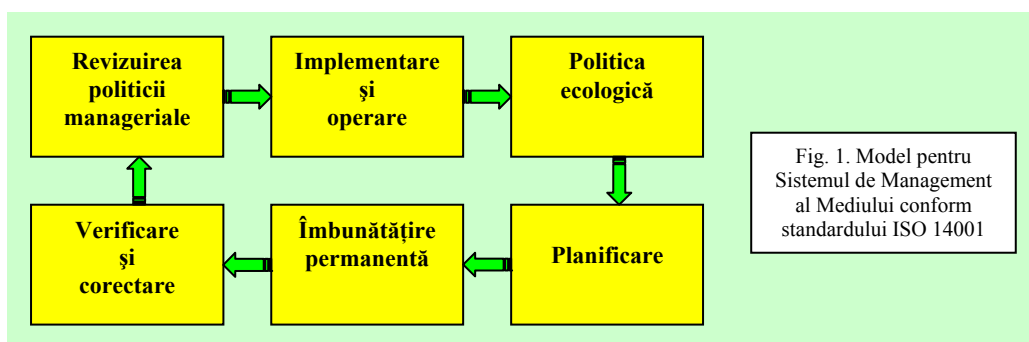 Revizuirea
politicii
manageriale
Implementare
şi
operare
Politica
ecologică
Fig. 1. Model pentru
Sistemul de Management
al Mediului conform
standardului ISO 14001
Verificare
şi
corectare
Îmbunătăţire
permanentă
Planificare